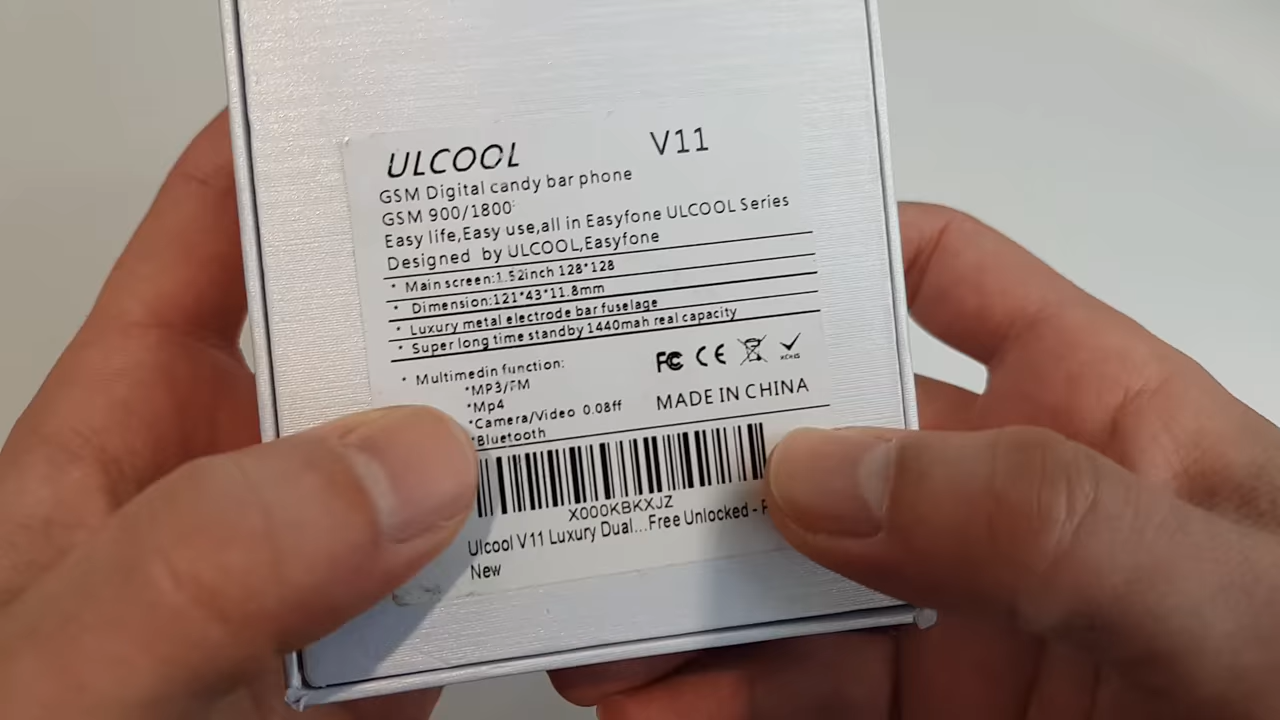 ULCOOL V11
GSM Digital candy bar phone
GSM 900/1800
Easy life,Easy use,all in Easyfone ULCOOL Series
Designed by ULCOOL,Easyfone
* Main screen:1.52inch 128*128
* Dimension:121*43*11.8mm
* Luxury metal electrode bar fuselage
* Super long time standby 1440mah real capacity
* Multimedin function:
*MP3/FM
*Mp4
*Camera/Video 0.08ff
*Bluetooth
FC CE
MADE IN CHINA
X000KBKXJZ
Ulcool V11 Luxury Dual...Free Unlocked -
New